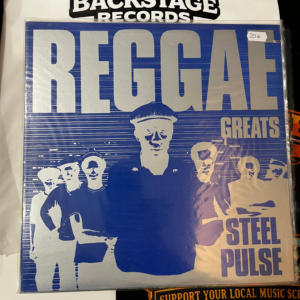 BACKSTAGE
RECORDS
REGGAE
GREATS
STEEL
PULSE
SUPPORT YOUR LOCAL MUSIC